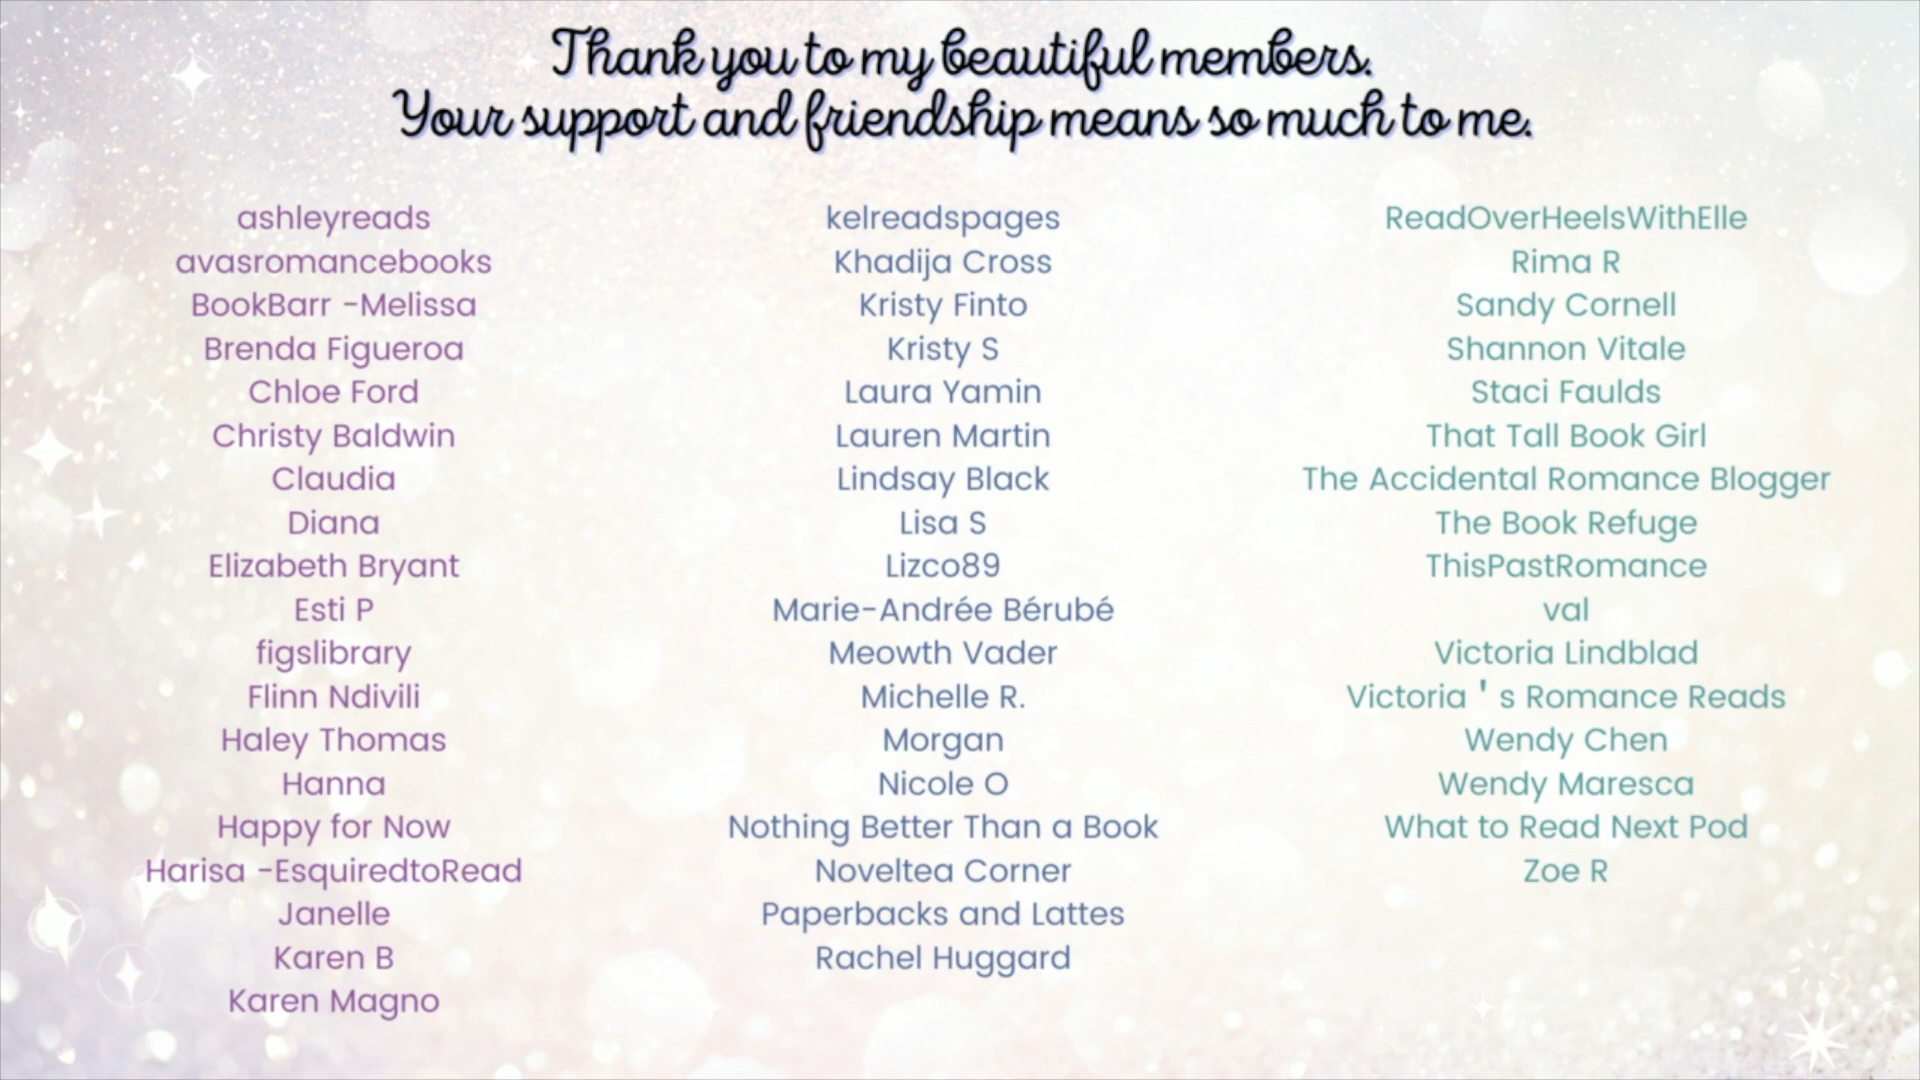 Thank you to my beautiful members.
Your support and friendship means so much to me.
ashleyreads
avasromancebooks
BookBarr -Melissa
Brenda Figueroa
Chloe Ford
Christy Baldwin
Claudia
Diana
Elizabeth Bryant
Esti P
figslibrary
Flinn Ndivili
Haley Thomas
Hanna
Happy for Now
Harisa -EsquiredtoRead
Janelle
Karen B
Karen Magno
kelreadspages
Khadija Cross
Kristy Finto
Kristy S
Laura Yamin
Lauren Martin
Lindsay Black
Lisa S
Lizco89
Marie-Andrée Bérubé
Meowth Vader
Michelle R.
Morgan
Nicole O
Nothing Better Than a Book
Noveltea Corner
Paperbacks and Lattes
Rachel Huggard
ReadOverHeelsWithElle
Rima R
Sandy Cornell
Shannon Vitale
Staci Faulds
That Tall Book Girl
The Accidental Romance Blogger
The Book Refuge
ThisPastRomance
val
Victoria Lindblad
Victoria ' s Romance Reads
Wendy Chen
Wendy Maresca
What to Read Next Pod
Zoe R